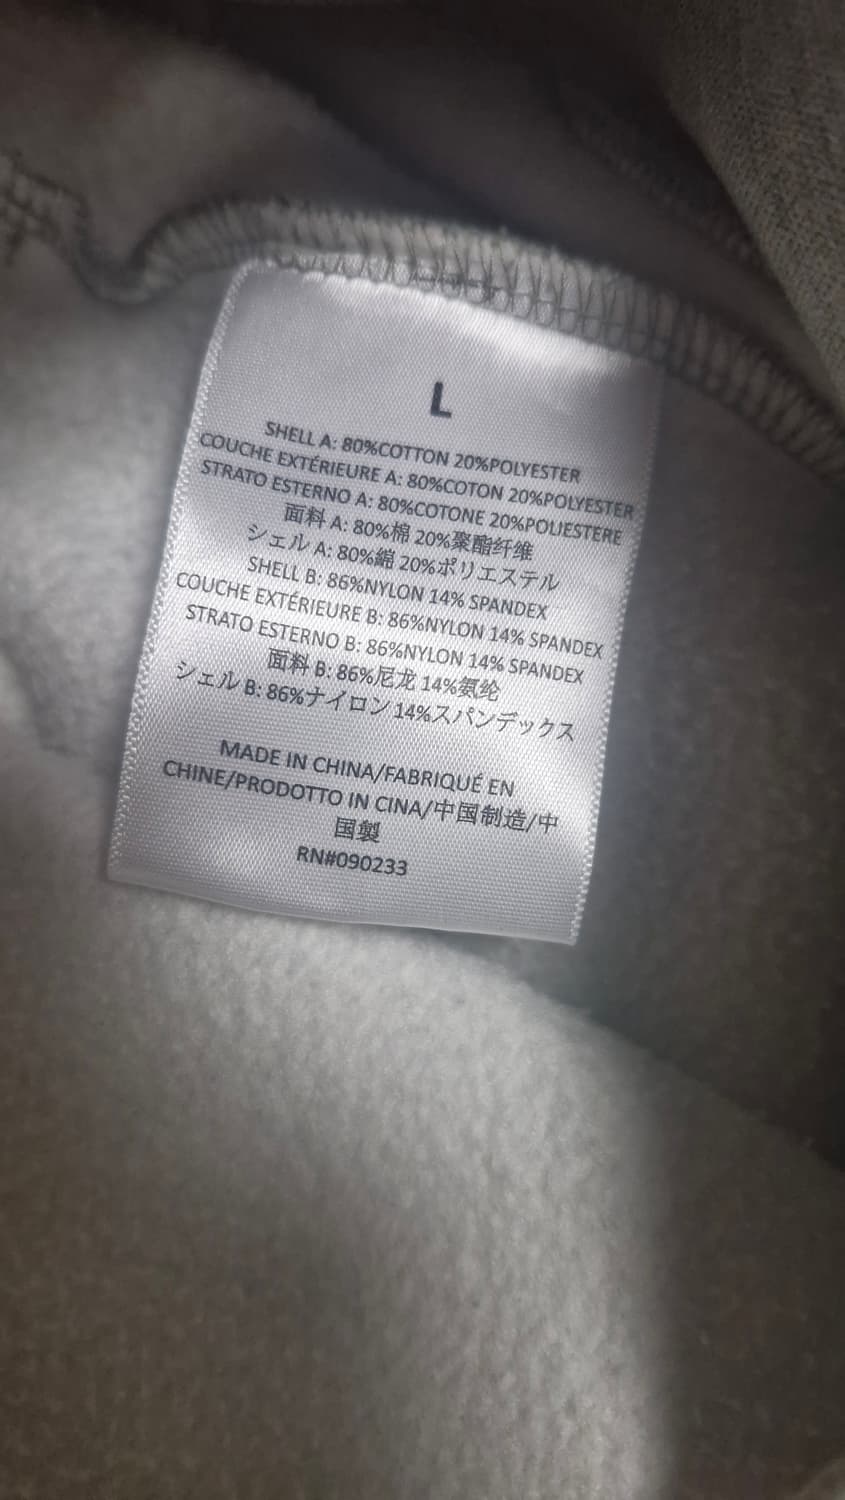 L
SHELL A: 80%COTTON 20%POLYESTER
COUCHE EXTÉRIEURE A: 80%COTON 20%POLYESTER
STRATO ESTERNO A: 80%COTONE 20%POLIESTERE
面料 A: 80%棉 20%聚酯纤维
シェル A: 80%綿 20%ポリエステル
SHELL B: 86%NYLON 14% SPANDEX
COUCHE EXTÉRIEURE B: 86%NYLON 14% SPANDEX
STRATO ESTERNO B: 86%NYLON 14% SPANDEX
面料 B: 86%尼龙 14%氨纶
シェル B: 86%ナイロン 14%スパンデックス
MADE IN CHINA/FABRIQUÉ EN
CHINE/PRODOTTO IN CINA/中国制造/中
国製
RN#090233